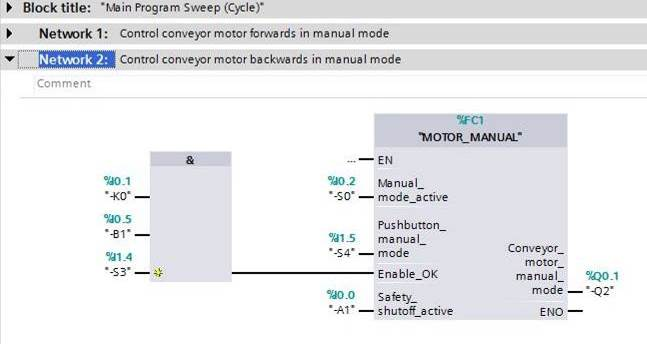 Block title: "Main Program Sweep (Cycle)"
Network 1: Control conveyor motor forwards in manual mode
Network 2: Control conveyor motor backwards in manual mode
Comment
&
%I0.1
"-K0"
%I0.5
"-B1"
%I1.4
"-S3"
%FC1
"MOTOR_MANUAL"
... EN
%I0.2
"-S0"
Manual_
mode_active
%I1.5
"-S4"
Pushbutton_
manual_
mode
Enable_OK
%I0.0
"-A1"
Safety_
shutoff_active
Conveyor_
motor_
manual_
mode
%Q0.1
"-Q2"
ENO